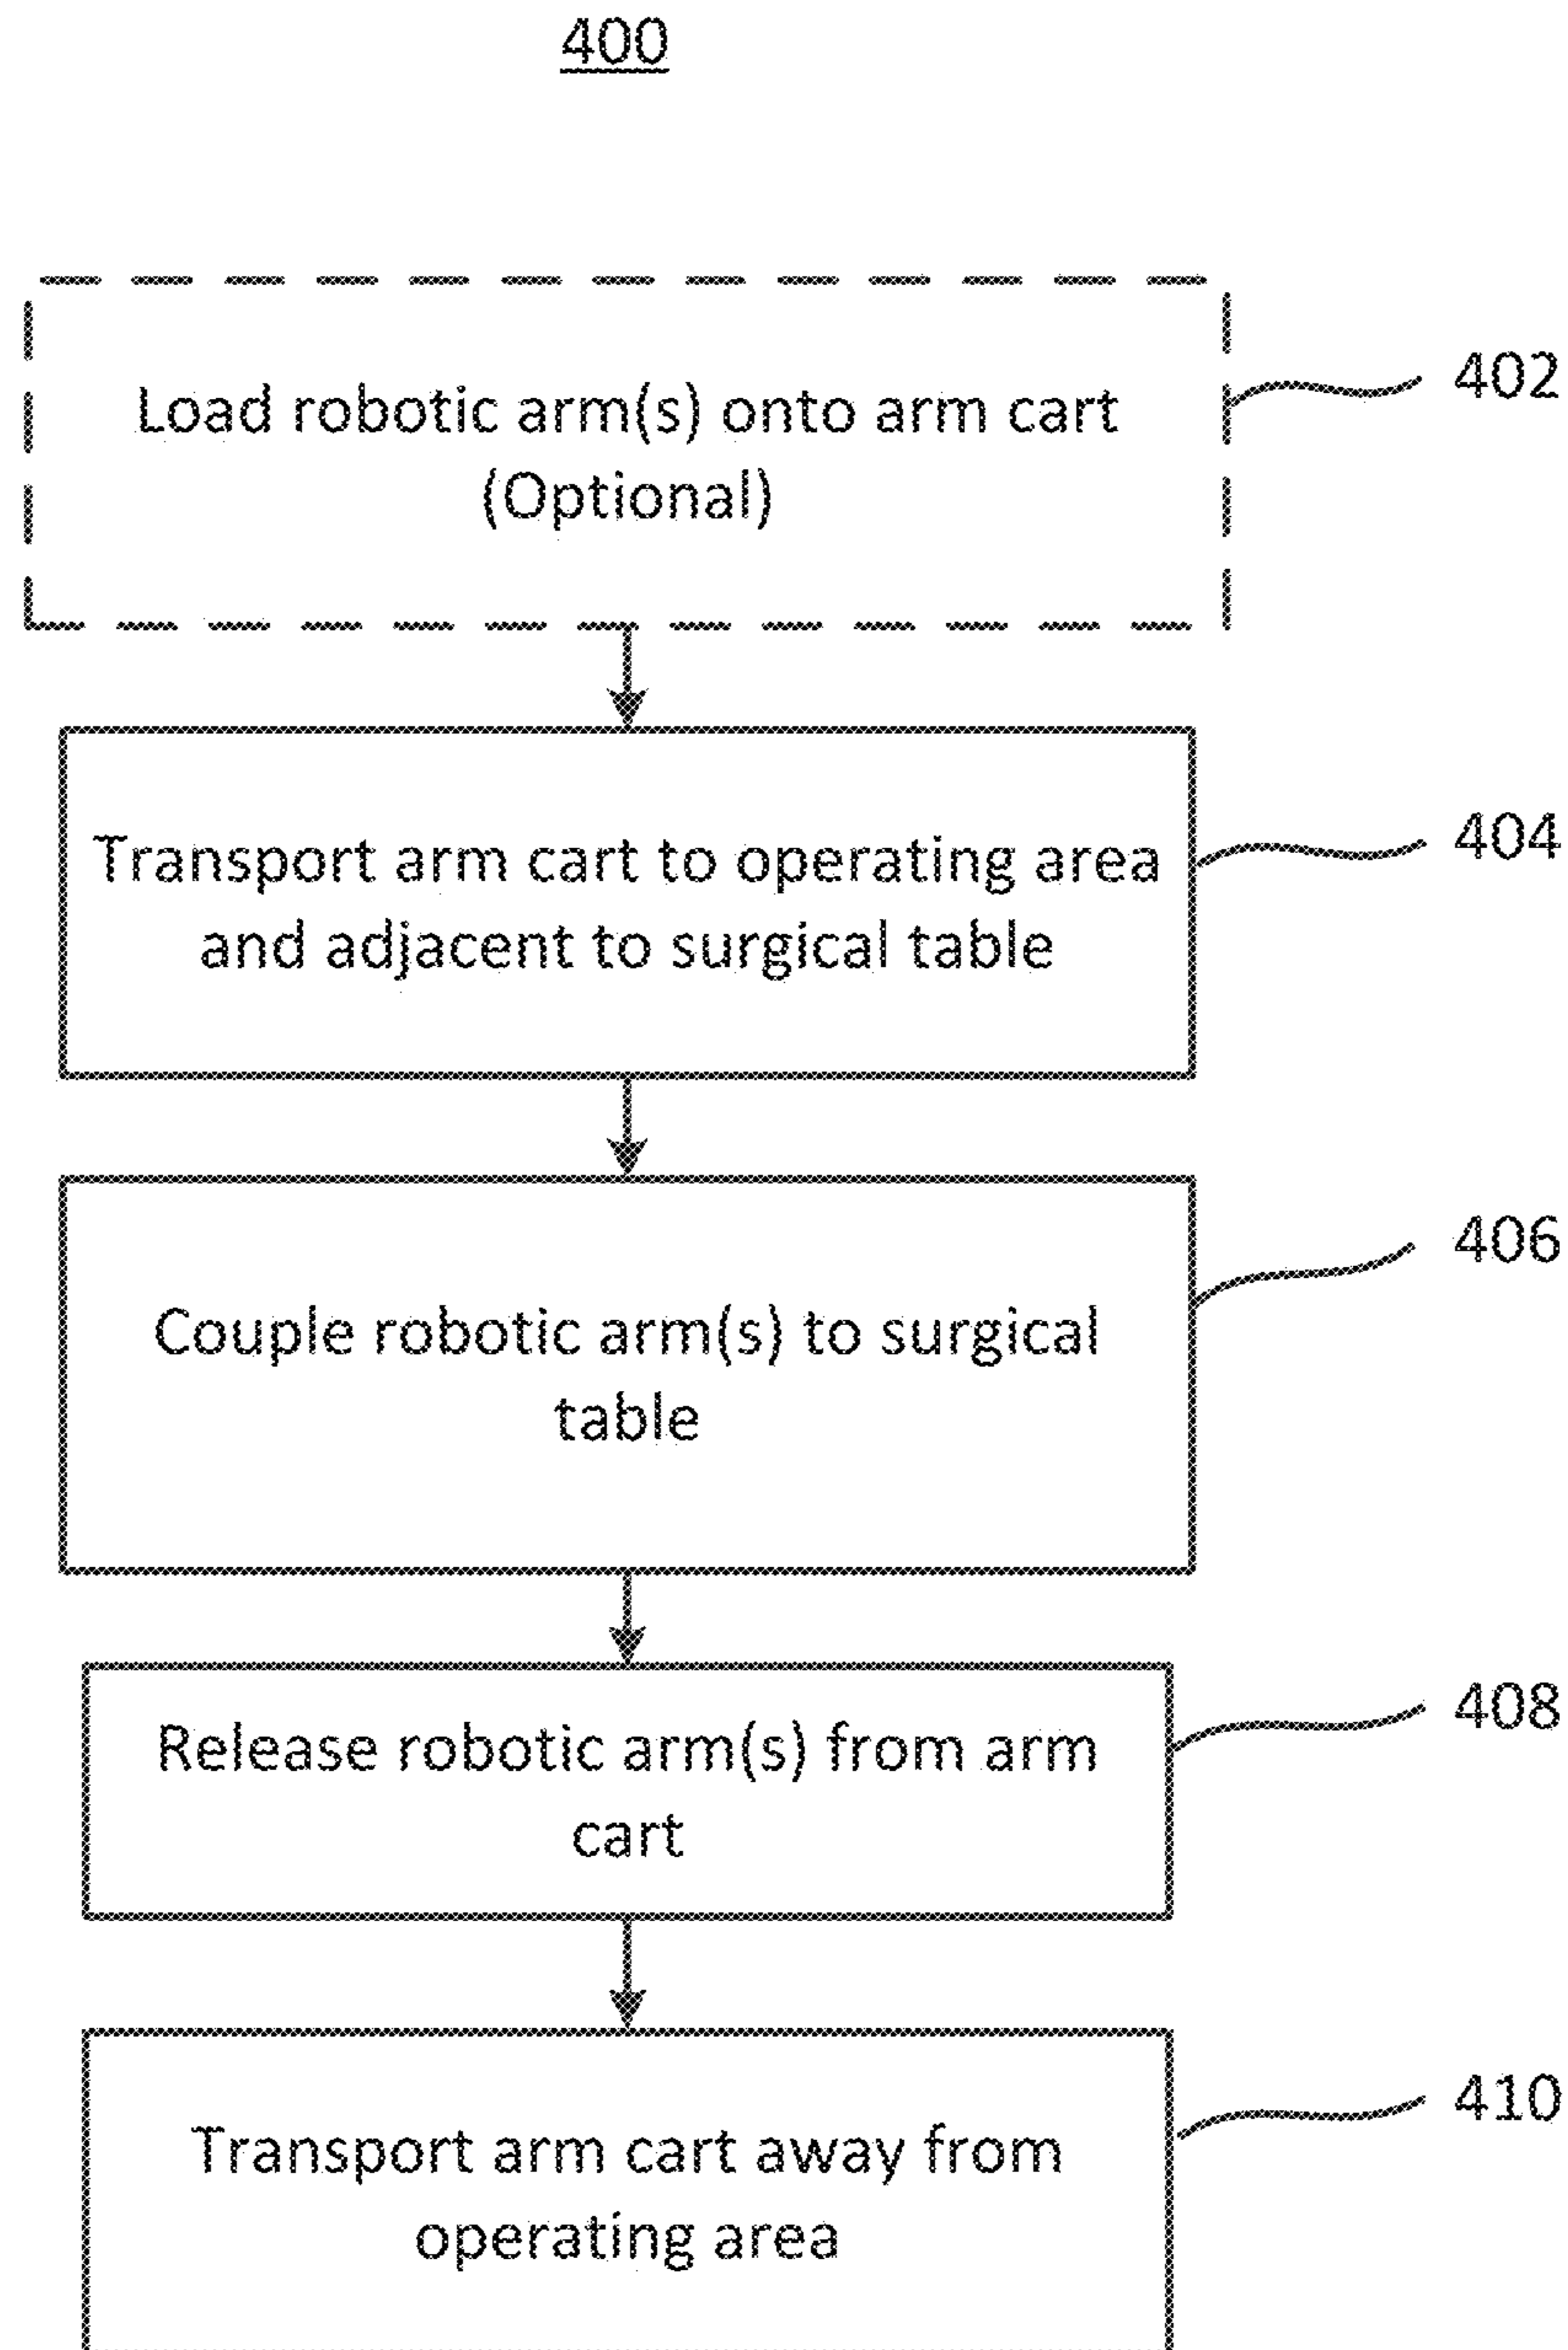 400
Load robotic arm(s) onto arm cart
(Optional)
402
Transport arm cart to operating area
and adjacent to surgical table
404
Couple robotic arm(s) to surgical
table
406
Release robotic arm(s) from arm
cart
408
Transport arm cart away from
operating area
410